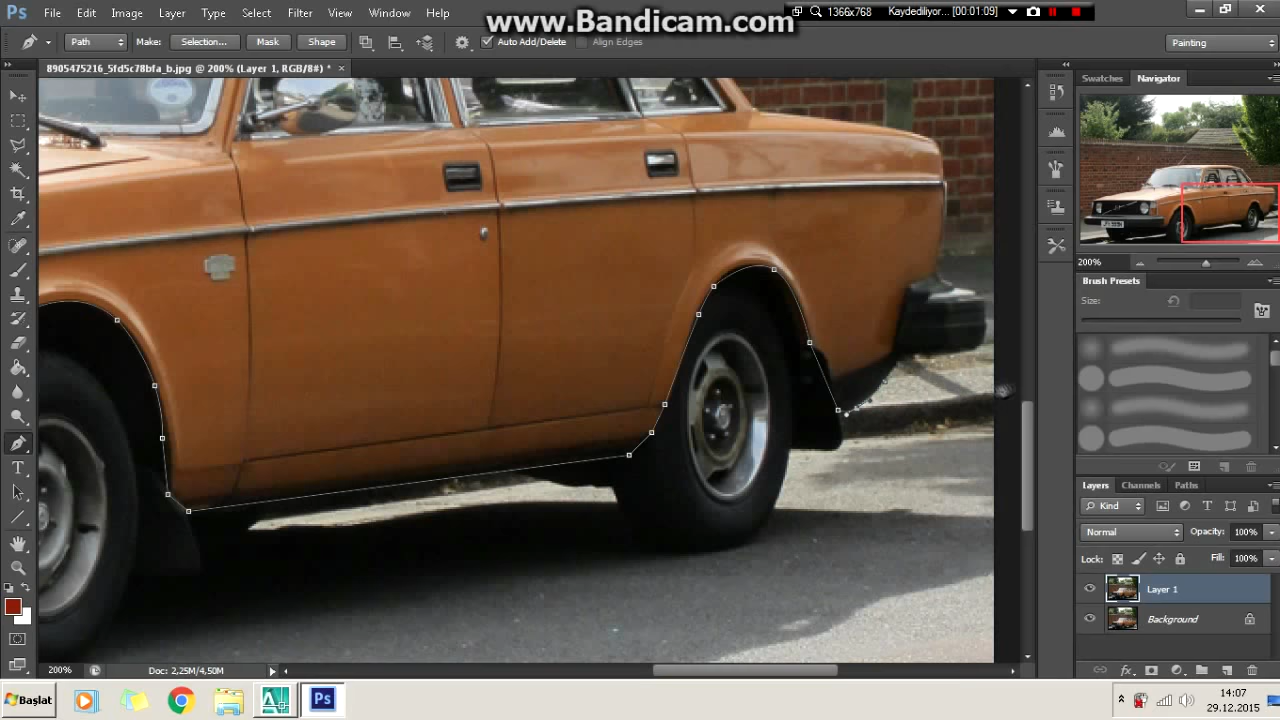 www.Bandicam.com
Ps File Edit Image Layer Type Select Filter View Window Help
1366x768 Kaydediliyor... [00:01:09]
Path Make: Selection... Mask Shape Auto Add/Delete Align Edges Painting
8905475216_5fd5c78bfa_b.jpg @ 200% (Layer 1, RGB/8#) * ×
Swatches Navigator
200%
Brush Presets
Size:
Layers Channels Paths
Kind
Normal Opacity: 100%
Lock: Fill: 100%
Layer 1
Background
200% Doc: 2,25M/4,50M
Başlat Ps
14:07
29.12.2015